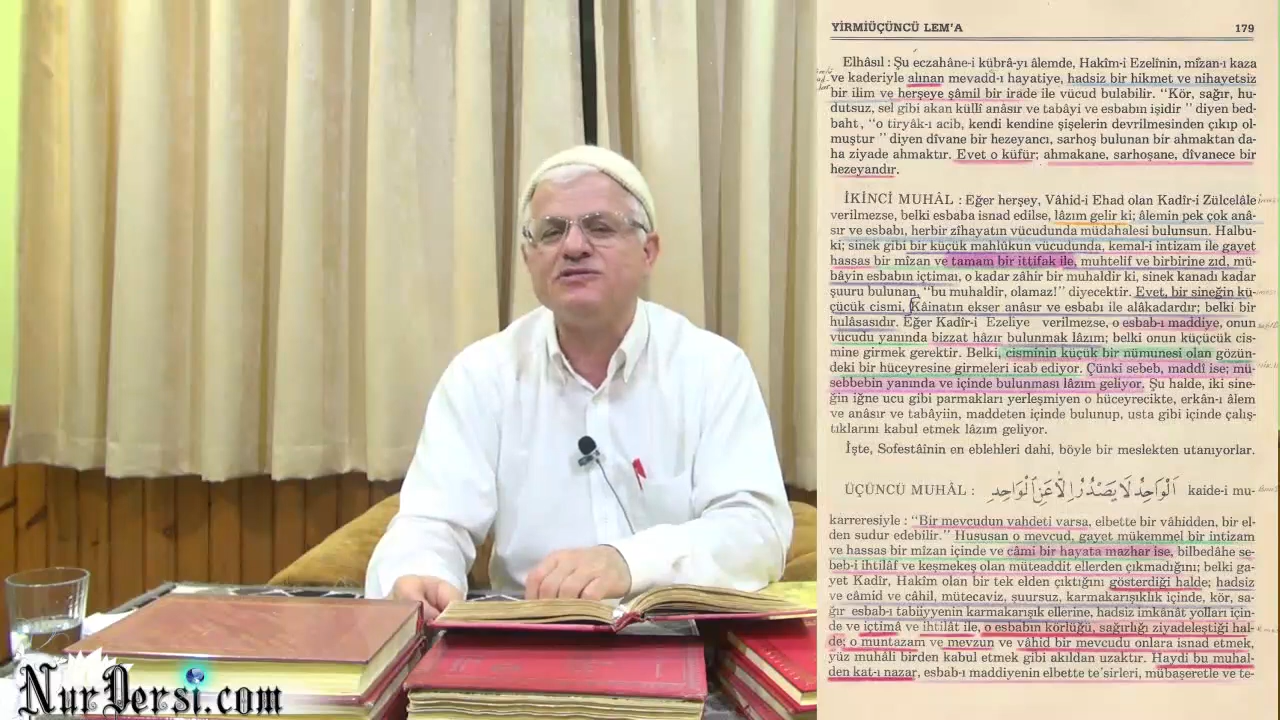 YİRMİÜÇÜNCÜ LEM'A 179
Elhâsıl : Şu eczahâne-i kübrâ-yı âlemde, Hakîm-i Ezelînin, mîzan-ı kaza
ve kaderiyle alınan mevadd-ı hayatiye, hadsiz bir hikmet ve nihayetsiz
bir ilim ve herşeye şâmil bir irade ile vücud bulabilir. "Kör, sağır, hu-
dutsuz, sel gibi akan küllî anâsır ve tabâyi ve esbabın işidir" diyen bed-
baht, "o tiryâk-ı acib, kendi kendine şişelerin devrilmesinden çıkıp ol-
muştur" diyen dîvane bir hezeyancı, sarhoş bulunan bir ahmaktan da-
ha ziyade ahmaktır. Evet o küfür; ahmakane, sarhoşane, dîvanece bir
hezeyandır.
İKİNCİ MUHÂL : Eğer herşey, Vâhid-i Ehad olan Kadîr-i Zülcelâle
verilmezse, belki esbaba isnad edilse, lâzım gelir ki; âlemin pek çok anâ-
sır ve esbabı, herbir zîhayatın vücudunda müdahalesi bulunsun. Halbu-
ki; sinek gibi bir küçük mahlûkun vücudunda, kemâl-i intizam ile gayet
hassas bir mîzan ve tamam bir ittifak ile, muhtelif ve birbirine zıd, mü-
bâyin esbabın içtimaı, o kadar zâhir bir muhaldir ki, sinek kanadı kadar
şuuru bulunan, "bu muhaldir, olamaz!" diyecektir. Evet, bir sineğin kü-
çücük cismi, Kâinatın ekser anâsır ve esbabı ile alâkadardır; belki bir
hulâsasıdır. Eğer Kadîr-i Ezeliye verilmezse, o esbab-ı maddiye, onun
vücudu yanında bizzat hâzır bulunmak lâzım; belki onun küçücük cis-
mine girmek gerektir. Belki, cisminin küçük bir nümunesi olan gözün-
deki bir hüceyresine girmeleri icab ediyor. Çünki sebeb, maddî ise; mü-
sebbebin yanında ve içinde bulunması lâzım geliyor. Şu halde, iki sine-
ğin iğne ucu gibi parmakları yerleşmiyen o hüceyrecikte, erkân-ı âlem
ve anâsır ve tabâyiin, maddeten içinde bulunup, usta gibi içinde çalış-
tıklarını kabul etmek lâzım geliyor.
İşte, Sofestâînin en eblehleri dahi, böyle bir meslekten utanıyorlar.
ÜÇÜNCÜ MUHÂL : اَلْوَاحِدُ لَا يَصْدُرُ اِلَّا عَنِ الْوَاحِدِ kaide-i mu-
karreresiyle : "Bir mevcudun vahdeti varsa, elbette bir vâhidden, bir el-
den sudur edebilir." Hususan o mevcud, gayet mükemmel bir intizam
ve hassas bir mîzan içinde ve câmi bir hayata mazhar ise, bilbedâhe se-
beb-i ihtilâf ve keşmekeş olan müteaddit ellerden çıkmadığını; belki ga-
yet Kadîr, Hakîm olan bir tek elden çıktığını gösterdiği halde; hadsiz
ve câmid ve câhil, mütecaviz, şuursuz, karmakarışıklık içinde, kör, sa-
ğır esbab-ı tabiiyyenin karmakarışık ellerine, hadsiz imkânât yolları için-
de ve içtimâ ve ihtilât ile, o esbabın körlüğü, sağırlığı ziyadeleştiği hal-
de; o muntazam ve mevzun ve vâhid bir mevcudu onlara isnad etmek,
yüz muhâli birden kabul etmek gibi akıldan uzaktır. Haydi bu muhal-
den kat-ı nazar, esbab-ı maddiyenin elbette te'sirleri, mübaşeretle ve te-
NurDersi.com